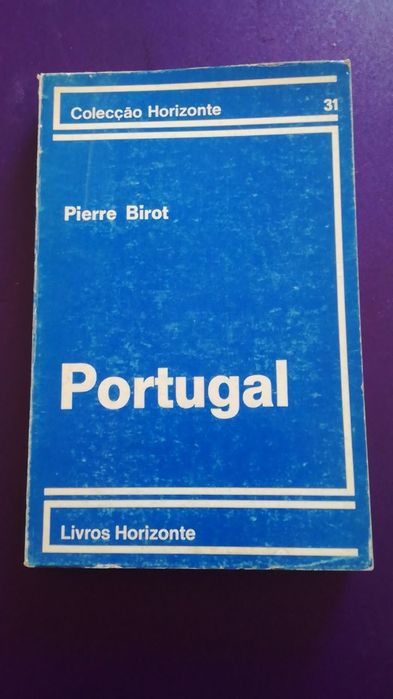 Colecção Horizonte 31
Pierre Birot
Portugal
Livros Horizonte